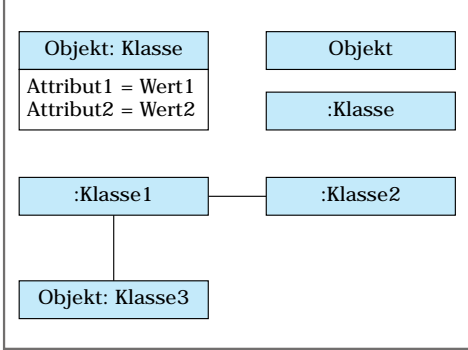 Objekt: Klasse
Attribut1 = Wert1
Attribut2 = Wert2
Objekt
:Klasse
:Klasse1
:Klasse2
Objekt: Klasse3